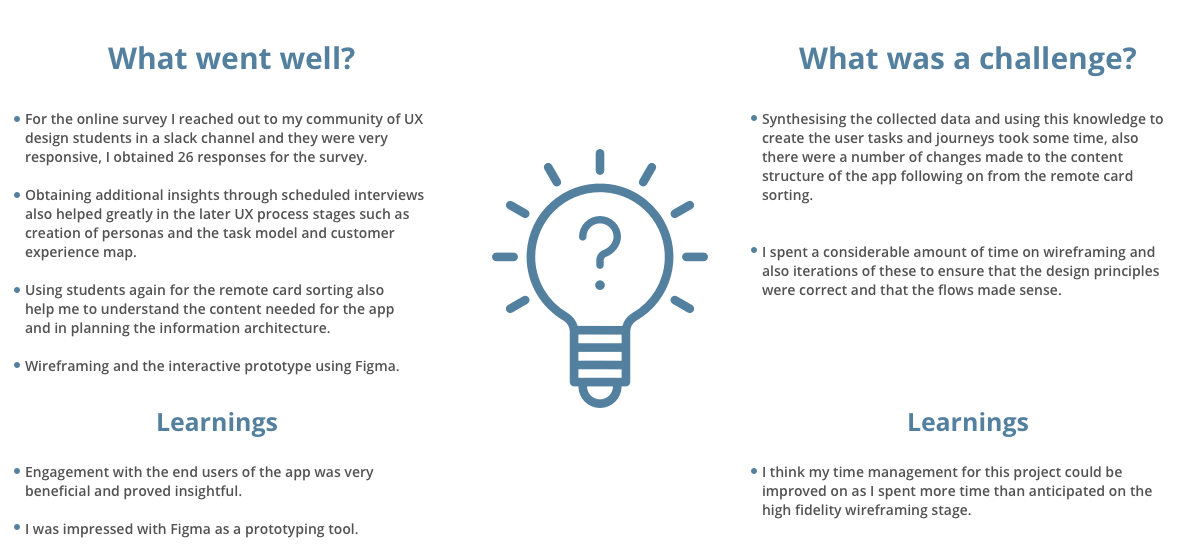 What went well?
For the online survey I reached out to my community of UX
design students in a slack channel and they were very
responsive, I obtained 26 responses for the survey.
Obtaining additional insights through scheduled interviews
also helped greatly in the later UX process stages such as
creation of personas and the task model and customer
experience map.
Using students again for the remote card sorting also
help me to understand the content needed for the app
and in planning the information architecture.
Wireframing and the interactive prototype using Figma.
Learnings
Engagement with the end users of the app was very
beneficial and proved insightful.
I was impressed with Figma as a prototyping tool.
?
What was a challenge?
Synthesising the collected data and using this knowledge to
create the user tasks and journeys took some time, also
there were a number of changes made to the content
structure of the app following on from the remote card
sorting.
I spent a considerable amount of time on wireframing and
also iterations of these to ensure that the design principles
were correct and that the flows made sense.
Learnings
I think my time management for this project could be
improved on as I spent more time than anticipated on the
high fidelity wireframing stage.